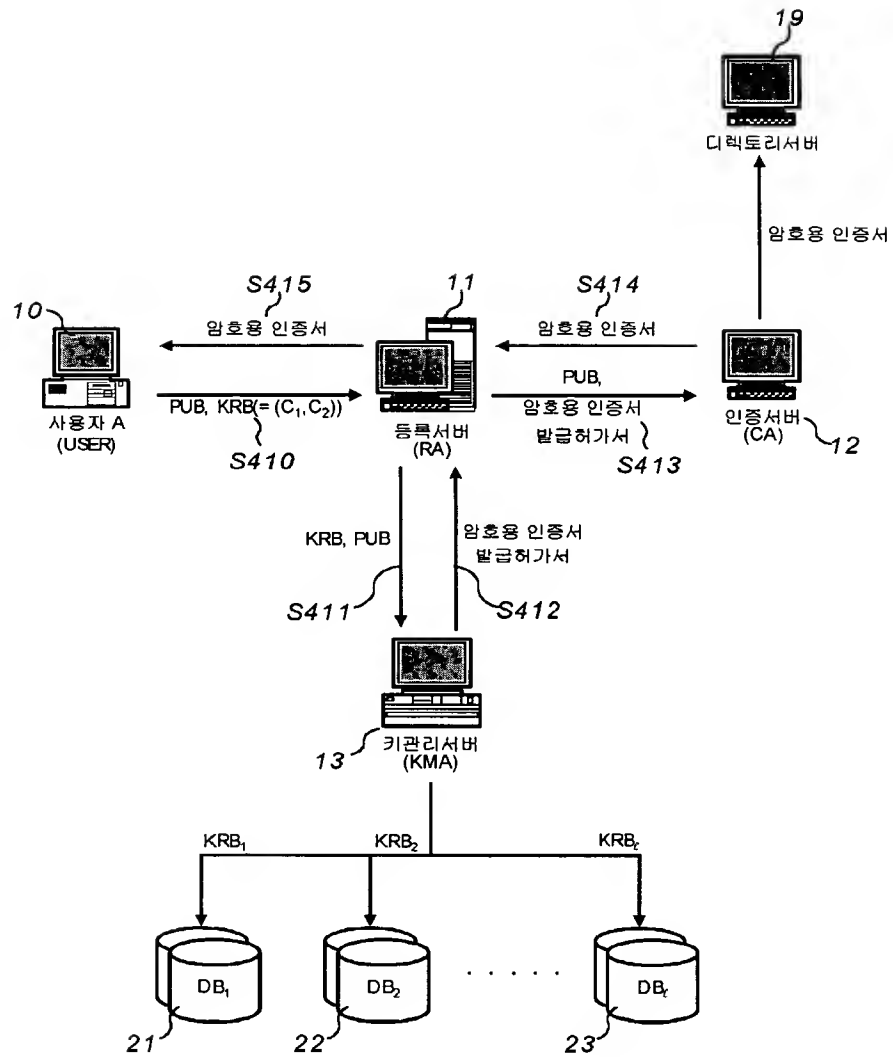 19
디렉토리서버
암호용 인증서
S415
11
S414
10
암호용 인증서
암호용 인증서
PUB, KRB(= (C₁, C₂))
PUB,
암호용 인증서
발급허가서
사용자 A
(USER)
등록서버
(RA)
인증서버
(CA)
12
S410
S413
KRB, PUB
암호용 인증서
발급허가서
S411
S412
13
키관리서버
(KMA)
KRB₁
KRB₂
KRBℓ
DB₁
DB₂
. . . . .
DBℓ
21
22
23